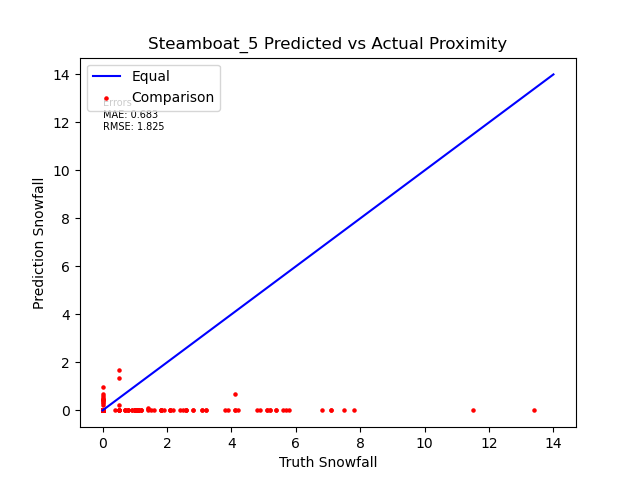 Steamboat_5 Predicted vs Actual Proximity
Equal
Comparison
Errors
MAE: 0.683
RMSE: 1.825
14
12
10
8
6
4
2
0
Prediction Snowfall
0 2 4 6 8 10 12 14
Truth Snowfall